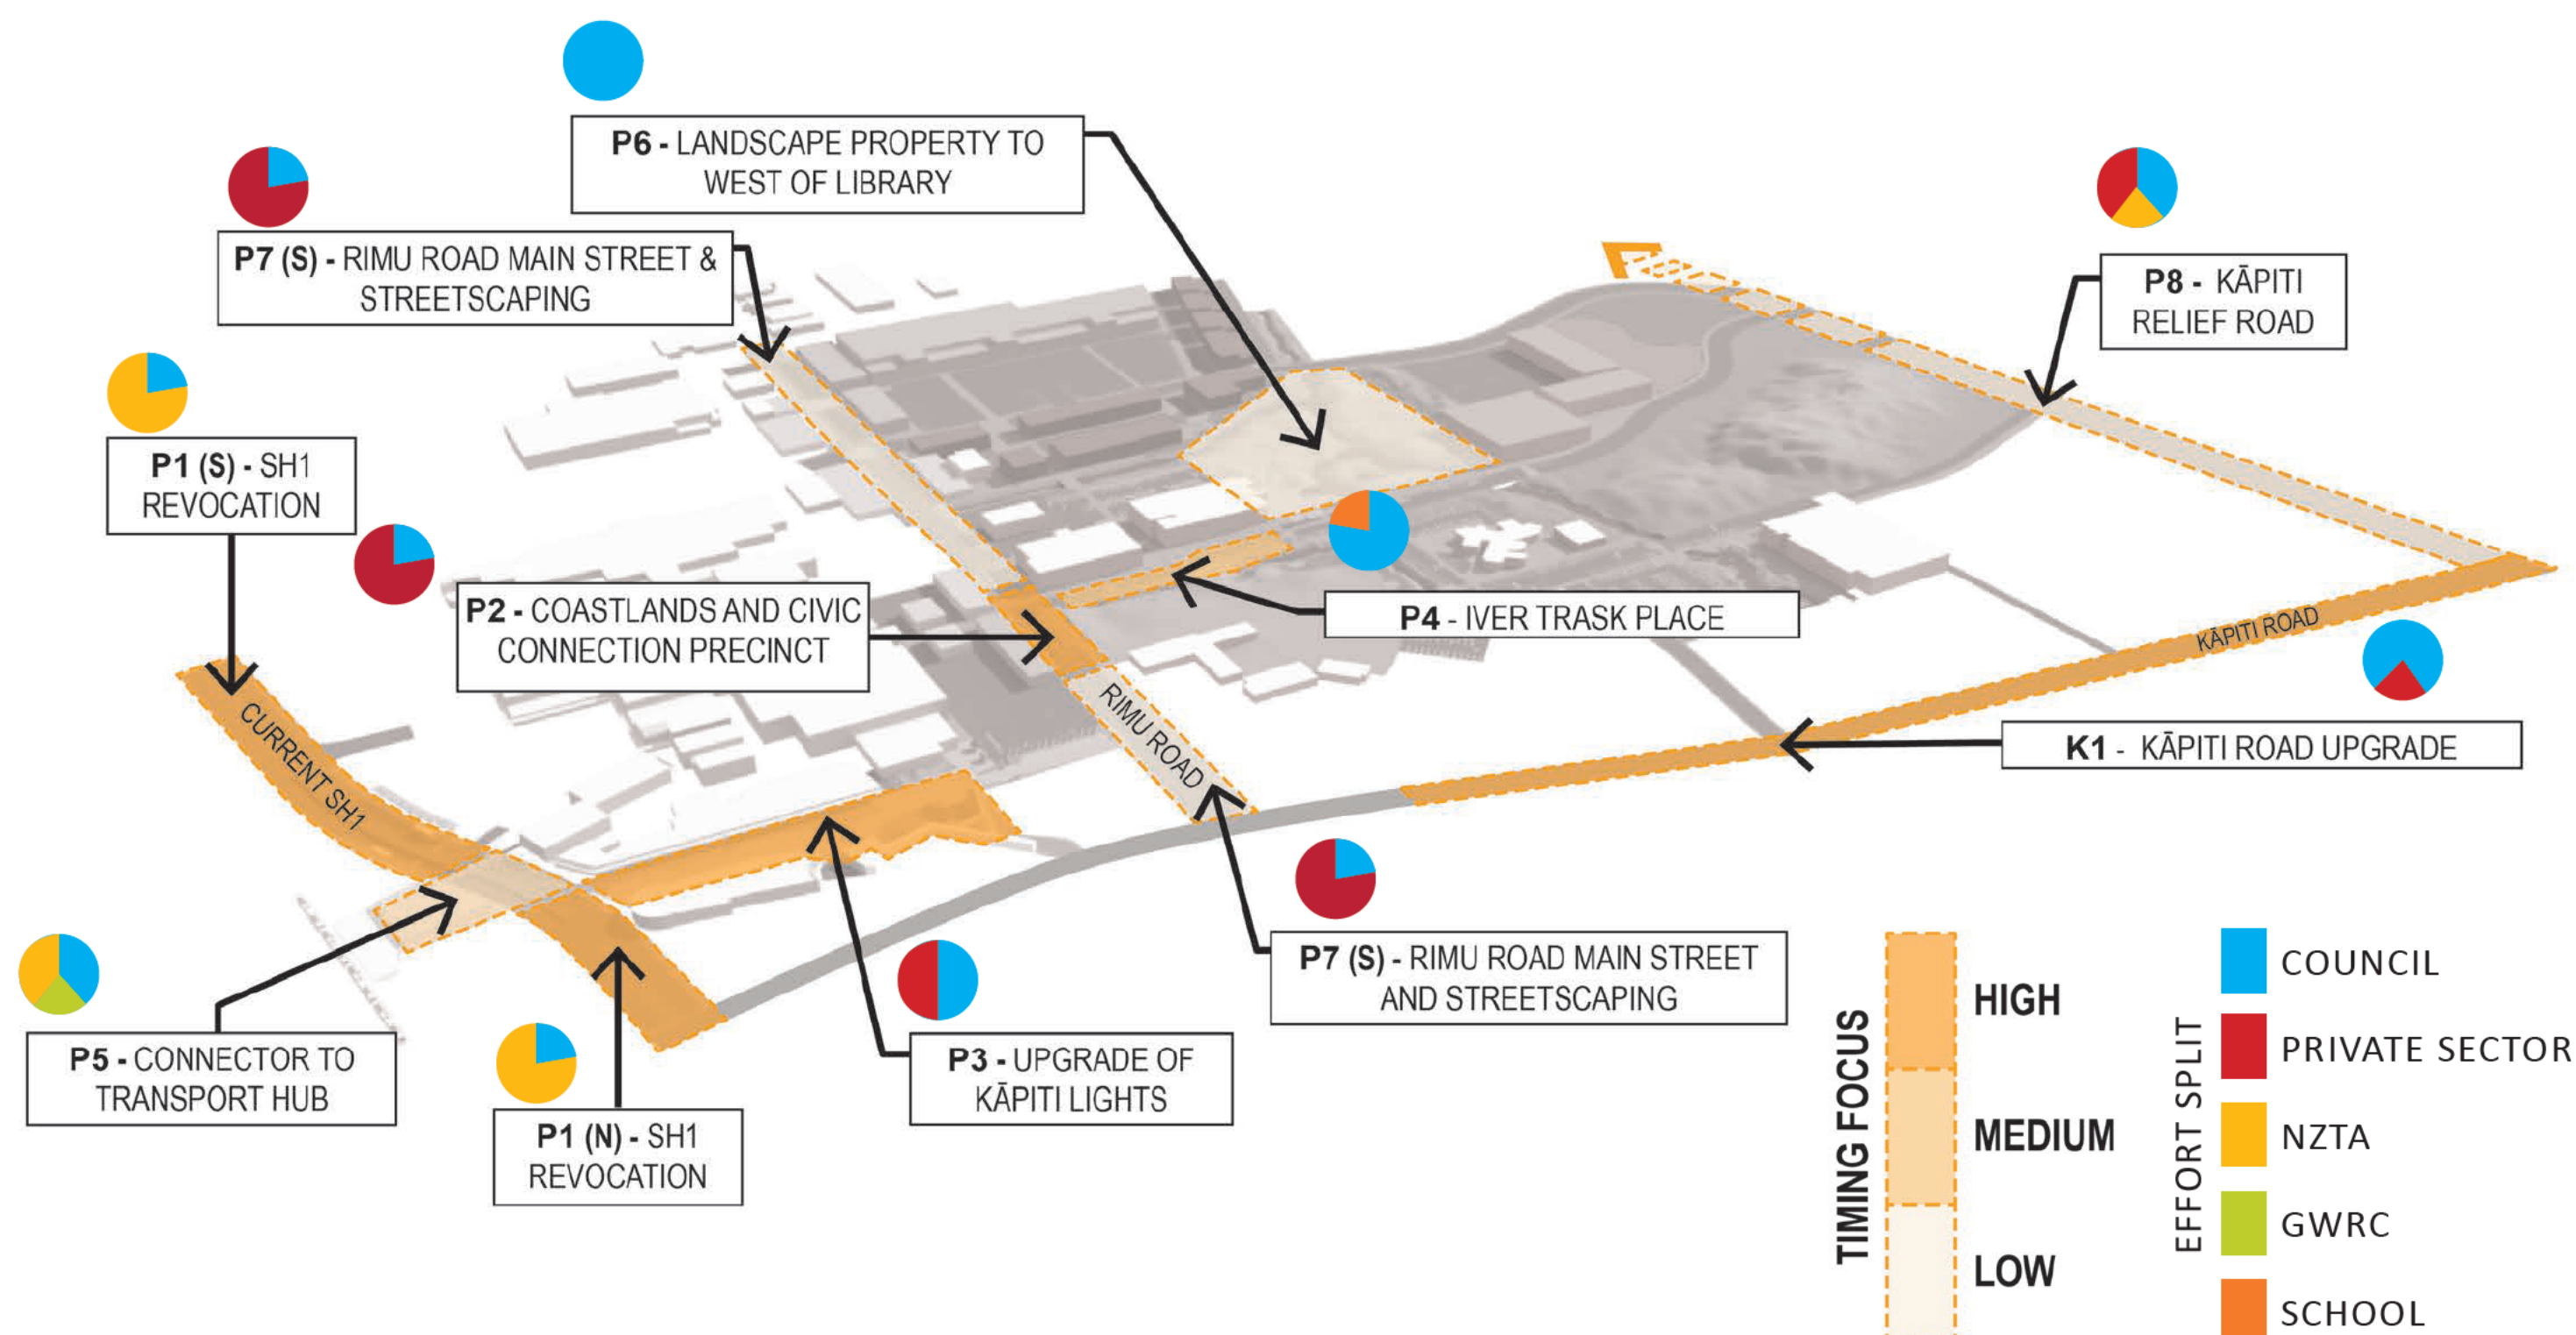 P6 - LANDSCAPE PROPERTY TO
WEST OF LIBRARY
P7 (S) - RIMU ROAD MAIN STREET &
STREETSCAPING
P8 - KĀPITI
RELIEF ROAD
P1 (S) - SH1
REVOCATION
P2 - COASTLANDS AND CIVIC
CONNECTION PRECINCT
P4 - IVER TRASK PLACE
KĀPITI ROAD
CURRENT SH1
RIMU ROAD
K1 - KĀPITI ROAD UPGRADE
P7 (S) - RIMU ROAD MAIN STREET
AND STREETSCAPING
P5 - CONNECTOR TO
TRANSPORT HUB
P3 - UPGRADE OF
KĀPITI LIGHTS
P1 (N) - SH1
REVOCATION
TIMING FOCUS
HIGH
MEDIUM
LOW
EFFORT SPLIT
COUNCIL
PRIVATE SECTOR
NZTA
GWRC
SCHOOL